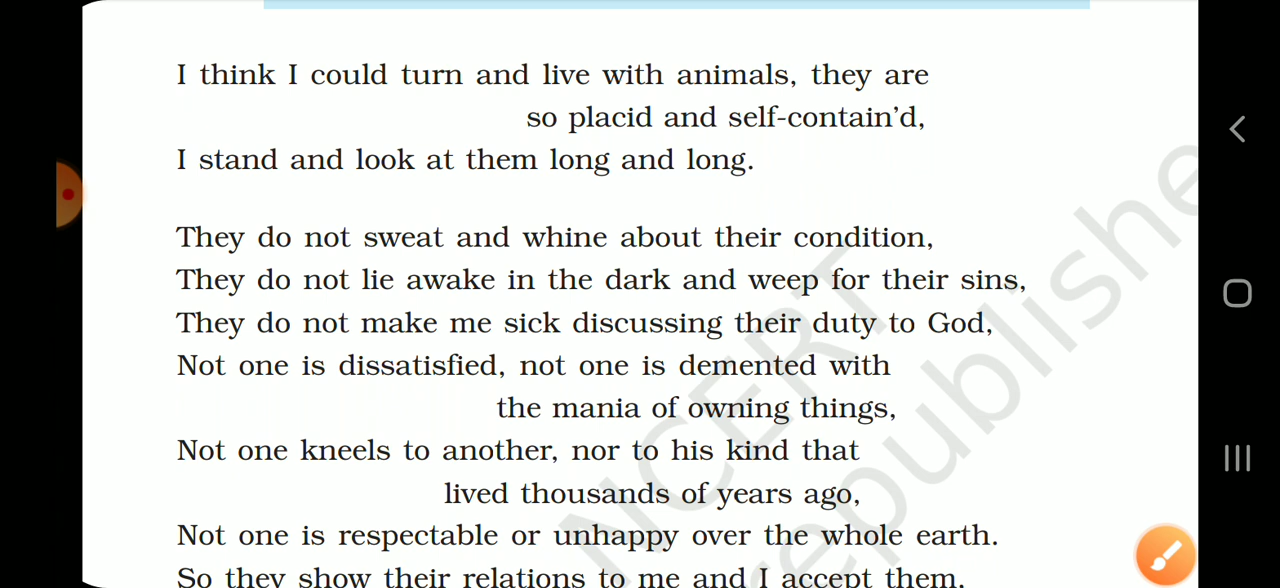 I think I could turn and live with animals, they are
so placid and self-contain’d,
I stand and look at them long and long.
They do not sweat and whine about their condition,
They do not lie awake in the dark and weep for their sins,
They do not make me sick discussing their duty to God,
Not one is dissatisfied, not one is demented with
the mania of owning things,
Not one kneels to another, nor to his kind that
lived thousands of years ago,
Not one is respectable or unhappy over the whole earth.
So they show their relations to me and I accept them,
NCERT
republishe